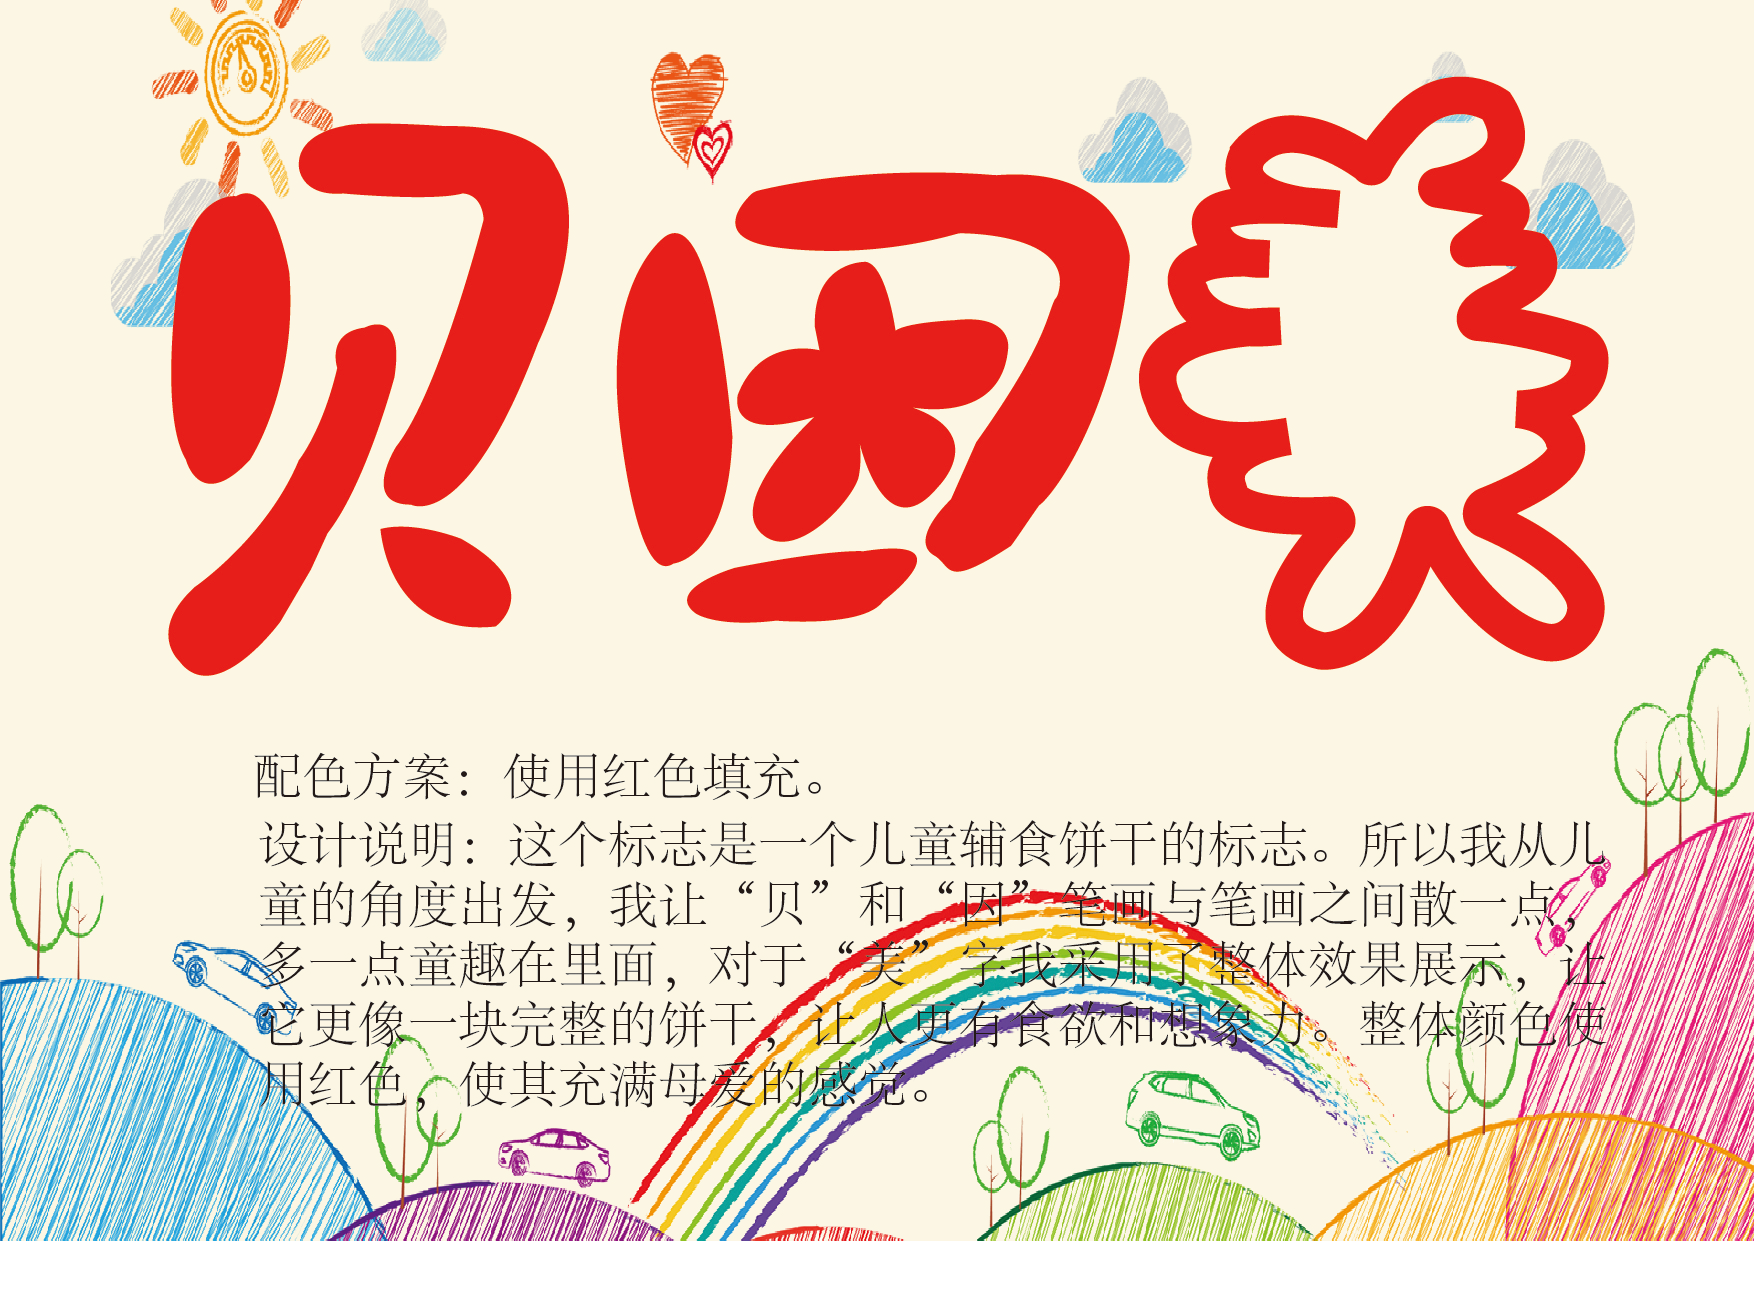 贝因美
配色方案：使用红色填充。
设计说明：这个标志是一个儿童辅食饼干的标志。所以我从儿
童的角度出发，我让“贝”和“因”笔画与笔画之间散一点，
多一点童趣在里面，对于“美”字我采用了整体效果展示，让
它更像一块完整的饼干，让人更有食欲和想象力。整体颜色使
用红色，使其充满母爱的感觉。